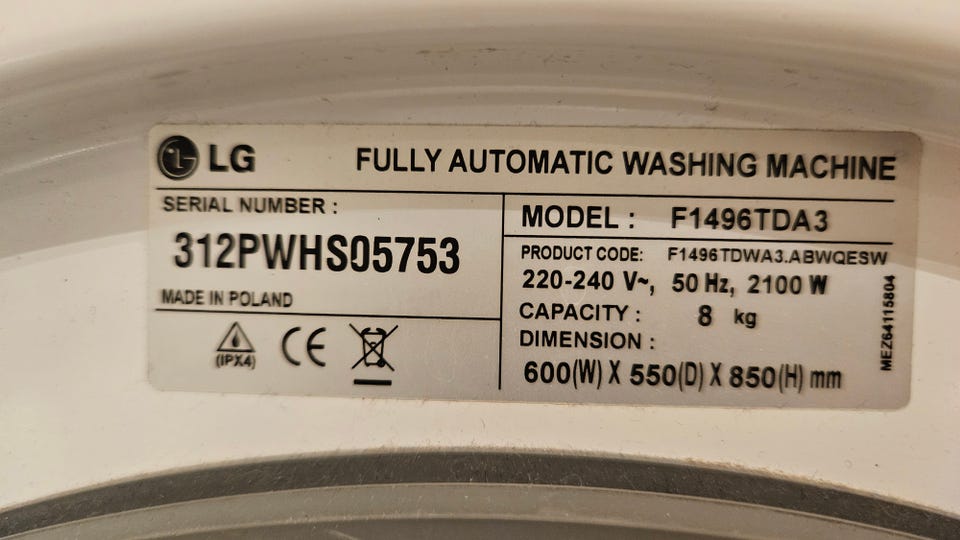 LG FULLY AUTOMATIC WASHING MACHINE
SERIAL NUMBER :
312PWHS05753
MADE IN POLAND
(IPX4) CE
MODEL : F1496TDA3
PRODUCT CODE: F1496TDWA3.ABWQESW
220-240 V~, 50 Hz, 2100 W
CAPACITY : 8 kg
DIMENSION :
600(W) X 550(D) X 850(H) mm
MEZ64115804